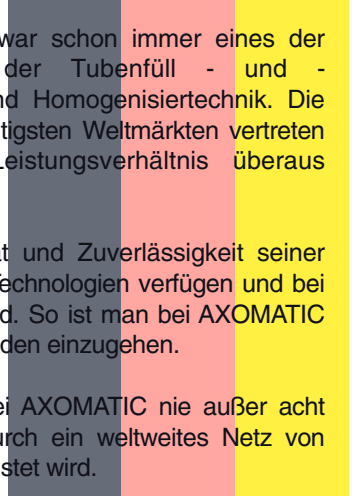 war schon immer eines der
der Tubenfüll - und -
nd Homogenisiertechnik. Die
tigsten Weltmärkten vertreten
Leistungsverhältnis überaus
t und Zuverlässigkeit seiner
Technologien verfügen und bei
d. So ist man bei AXOMATIC
den einzugehen.
ei AXOMATIC nie außer acht
urch ein weltweites Netz von
stet wird.